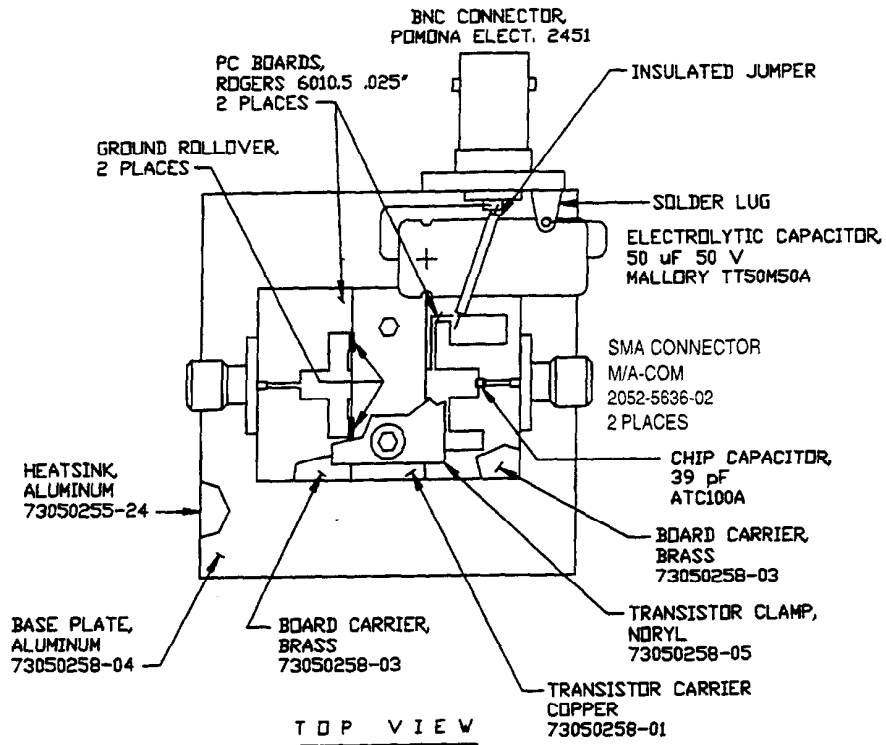 BNC CONNECTOR,
POMONA ELECT. 2451
PC BOARDS,
ROGERS 6010.5 .025"
2 PLACES
INSULATED JUMPER
GROUND ROLLOVER,
2 PLACES
SOLDER LUG
ELECTROLYTIC CAPACITOR,
50 uF 50 V
MALLORY TT50M50A
SMA CONNECTOR
M/A-COM
2052-5636-02
2 PLACES
CHIP CAPACITOR,
39 pF
ATC100A
HEATSINK,
ALUMINUM
73050255-24
BOARD CARRIER,
BRASS
73050258-03
BASE PLATE,
ALUMINUM
73050258-04
BOARD CARRIER,
BRASS
73050258-03
TRANSISTOR CLAMP,
NORYL
73050258-05
TRANSISTOR CARRIER
COPPER
73050258-01
TOP VIEW